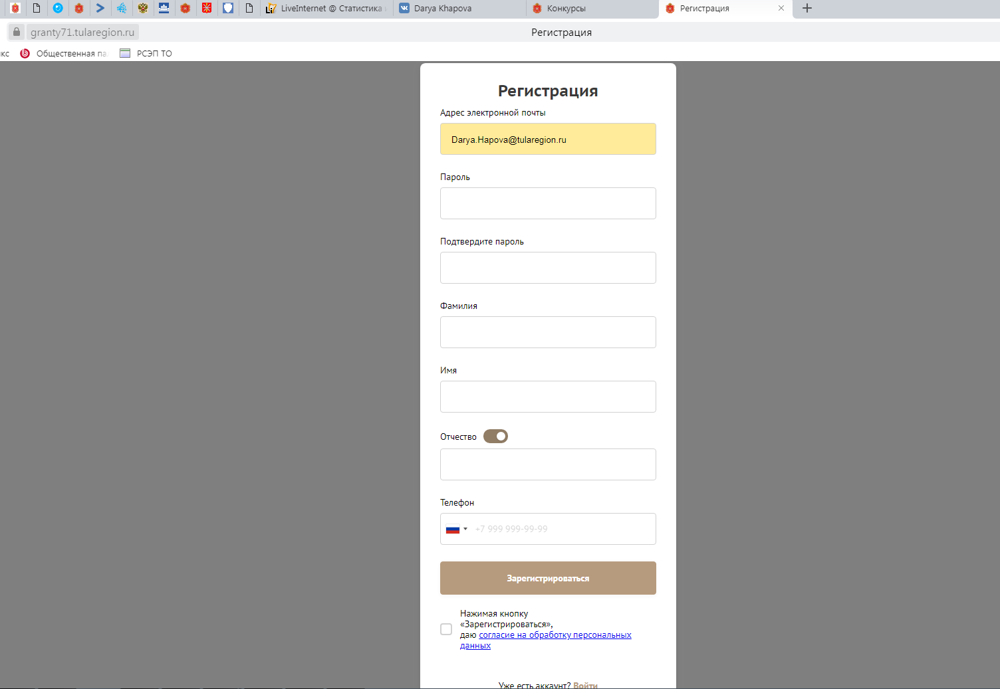 LiveInternet @ Статистика
Darya Khapova
Конкурсы
Регистрация
granty71.tularegion.ru
Регистрация
кс
Общественная па
РСЭП ТО
Регистрация
Адрес электронной почты
Darya.Hapova@tularegion.ru
Пароль
Подтвердите пароль
Фамилия
Имя
Отчество
Телефон
+7 999 999-99-99
Зарегистрироваться
Нажимая кнопку
«Зарегистрироваться»,
даю согласие на обработку персональных
данных
Уже есть аккаунт? Войти